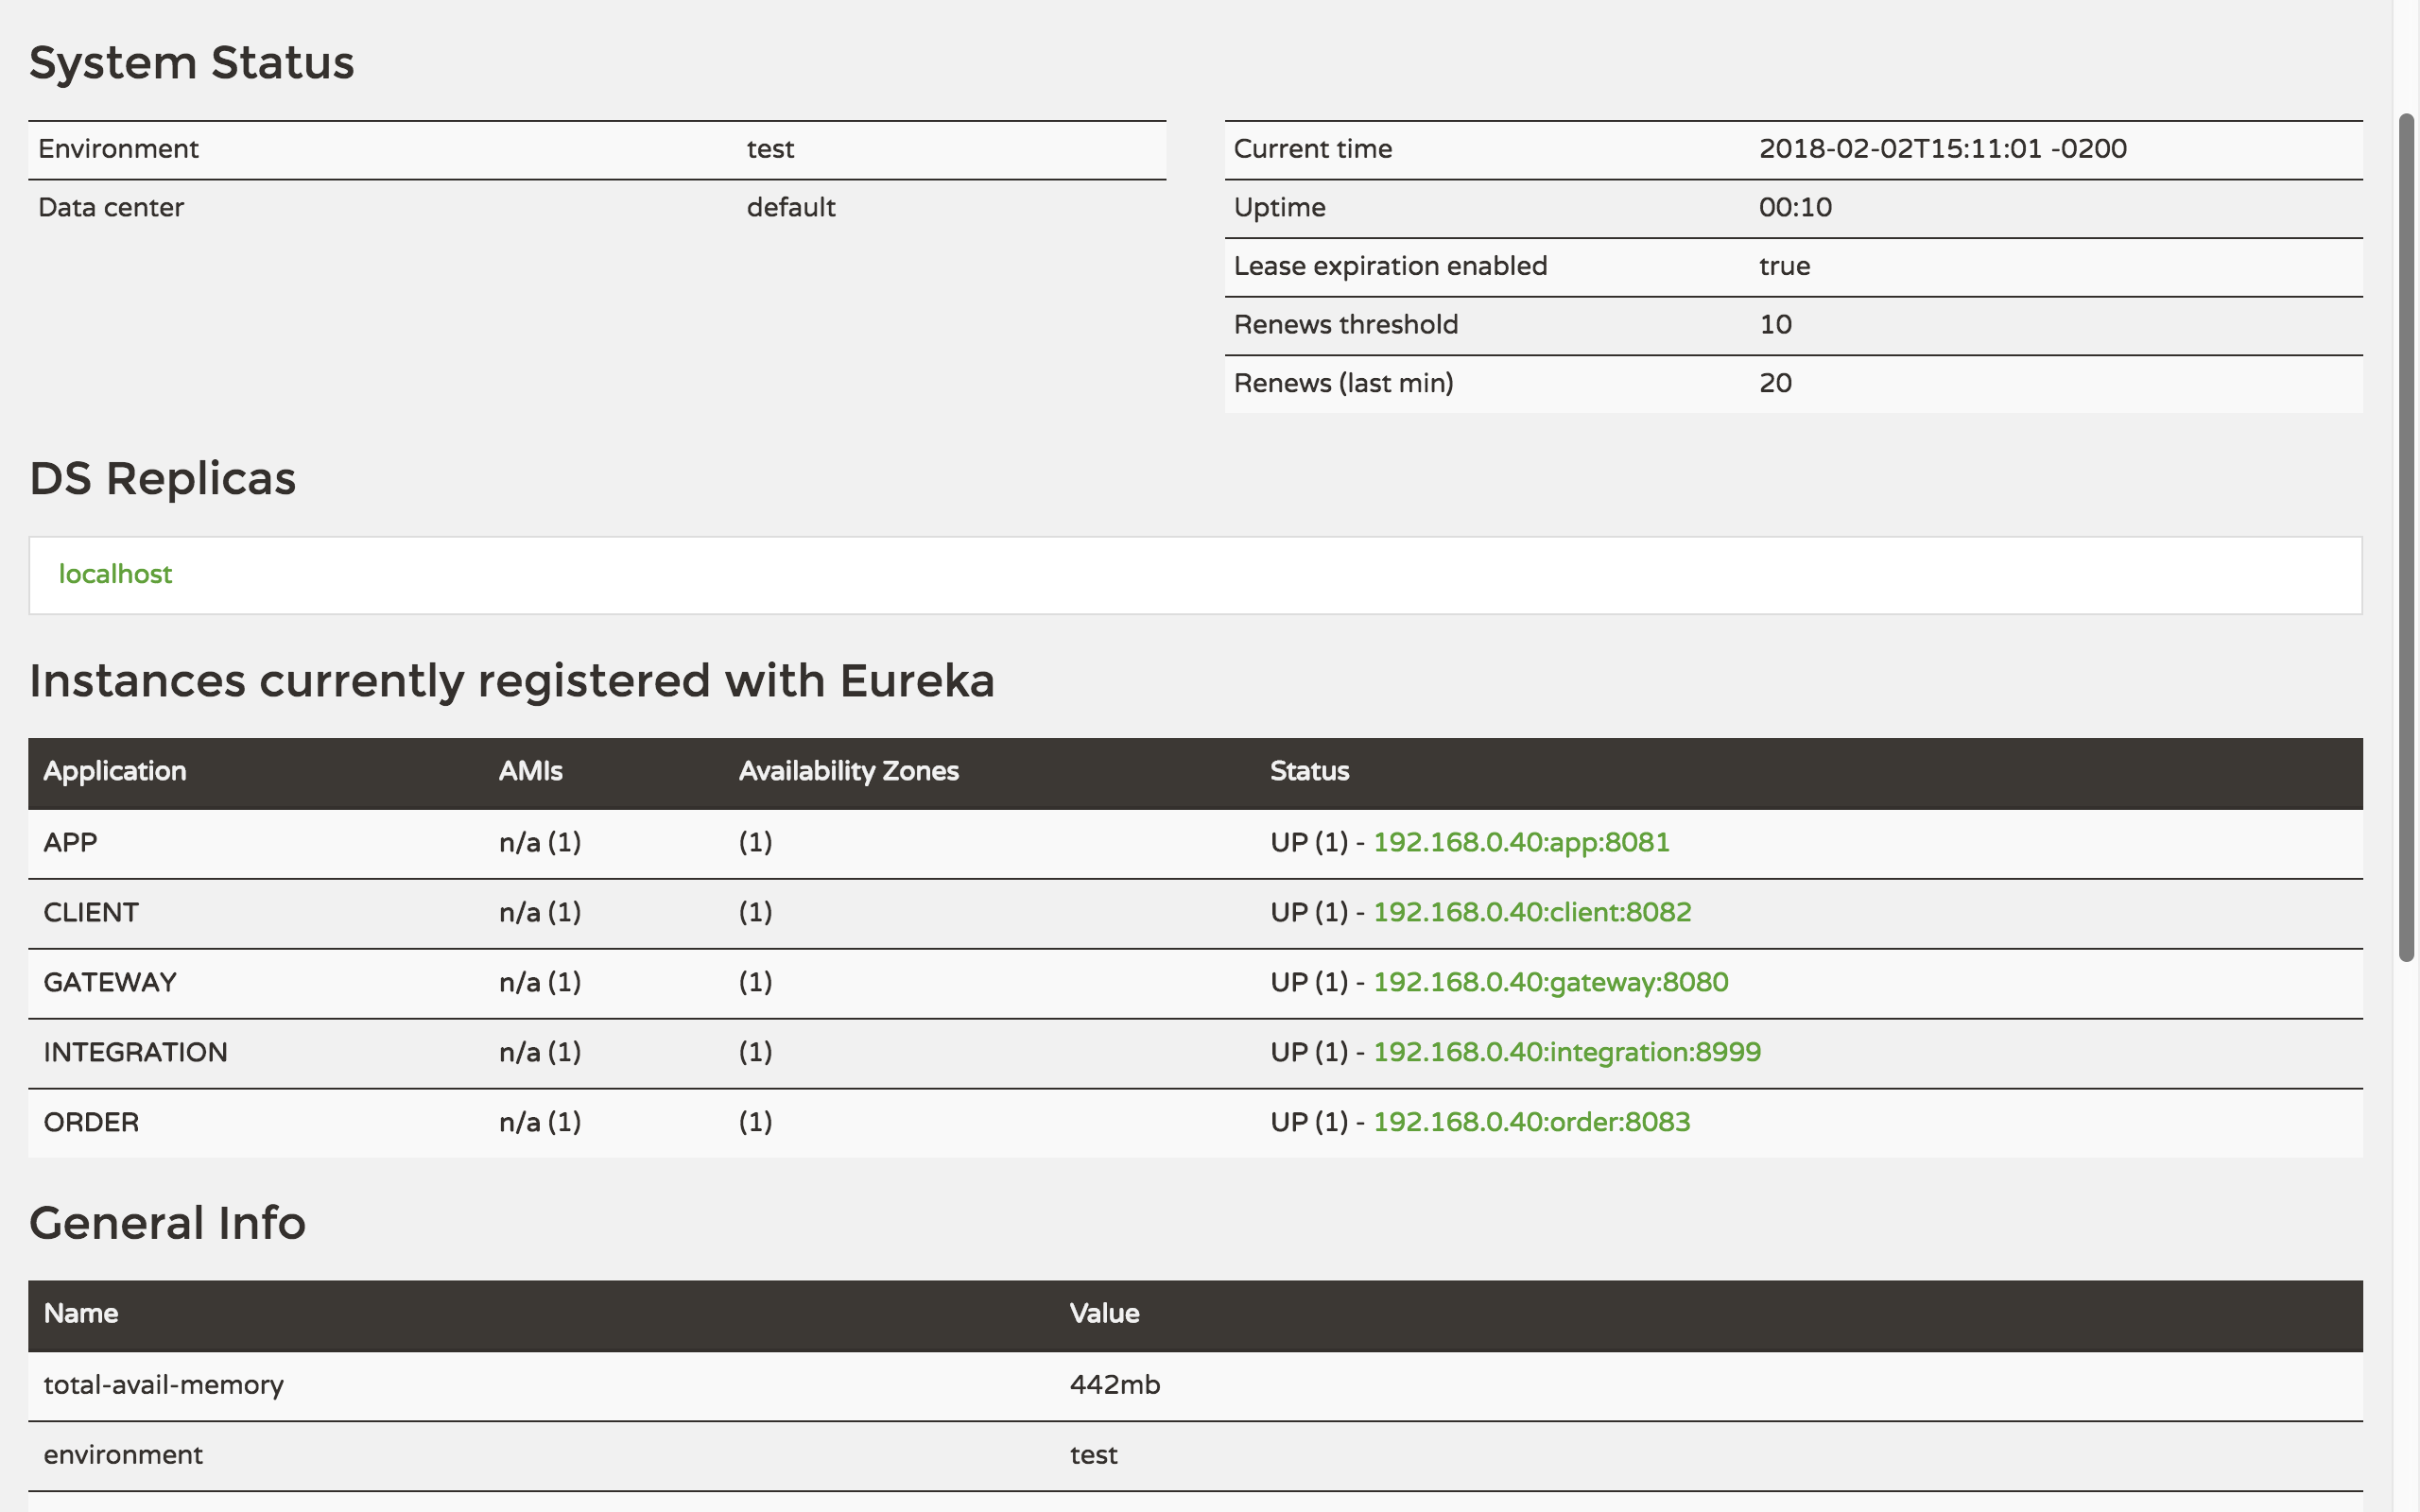 System Status
Environment test
Data center default
Current time 2018-02-02T15:11:01 -0200
Uptime 00:10
Lease expiration enabled true
Renews threshold 10
Renews (last min) 20
DS Replicas
localhost
Instances currently registered with Eureka
Application AMIs Availability Zones Status
APP n/a (1) (1) UP (1) - 192.168.0.40:app:8081
CLIENT n/a (1) (1) UP (1) - 192.168.0.40:client:8082
GATEWAY n/a (1) (1) UP (1) - 192.168.0.40:gateway:8080
INTEGRATION n/a (1) (1) UP (1) - 192.168.0.40:integration:8999
ORDER n/a (1) (1) UP (1) - 192.168.0.40:order:8083
General Info
Name Value
total-avail-memory 442mb
environment test